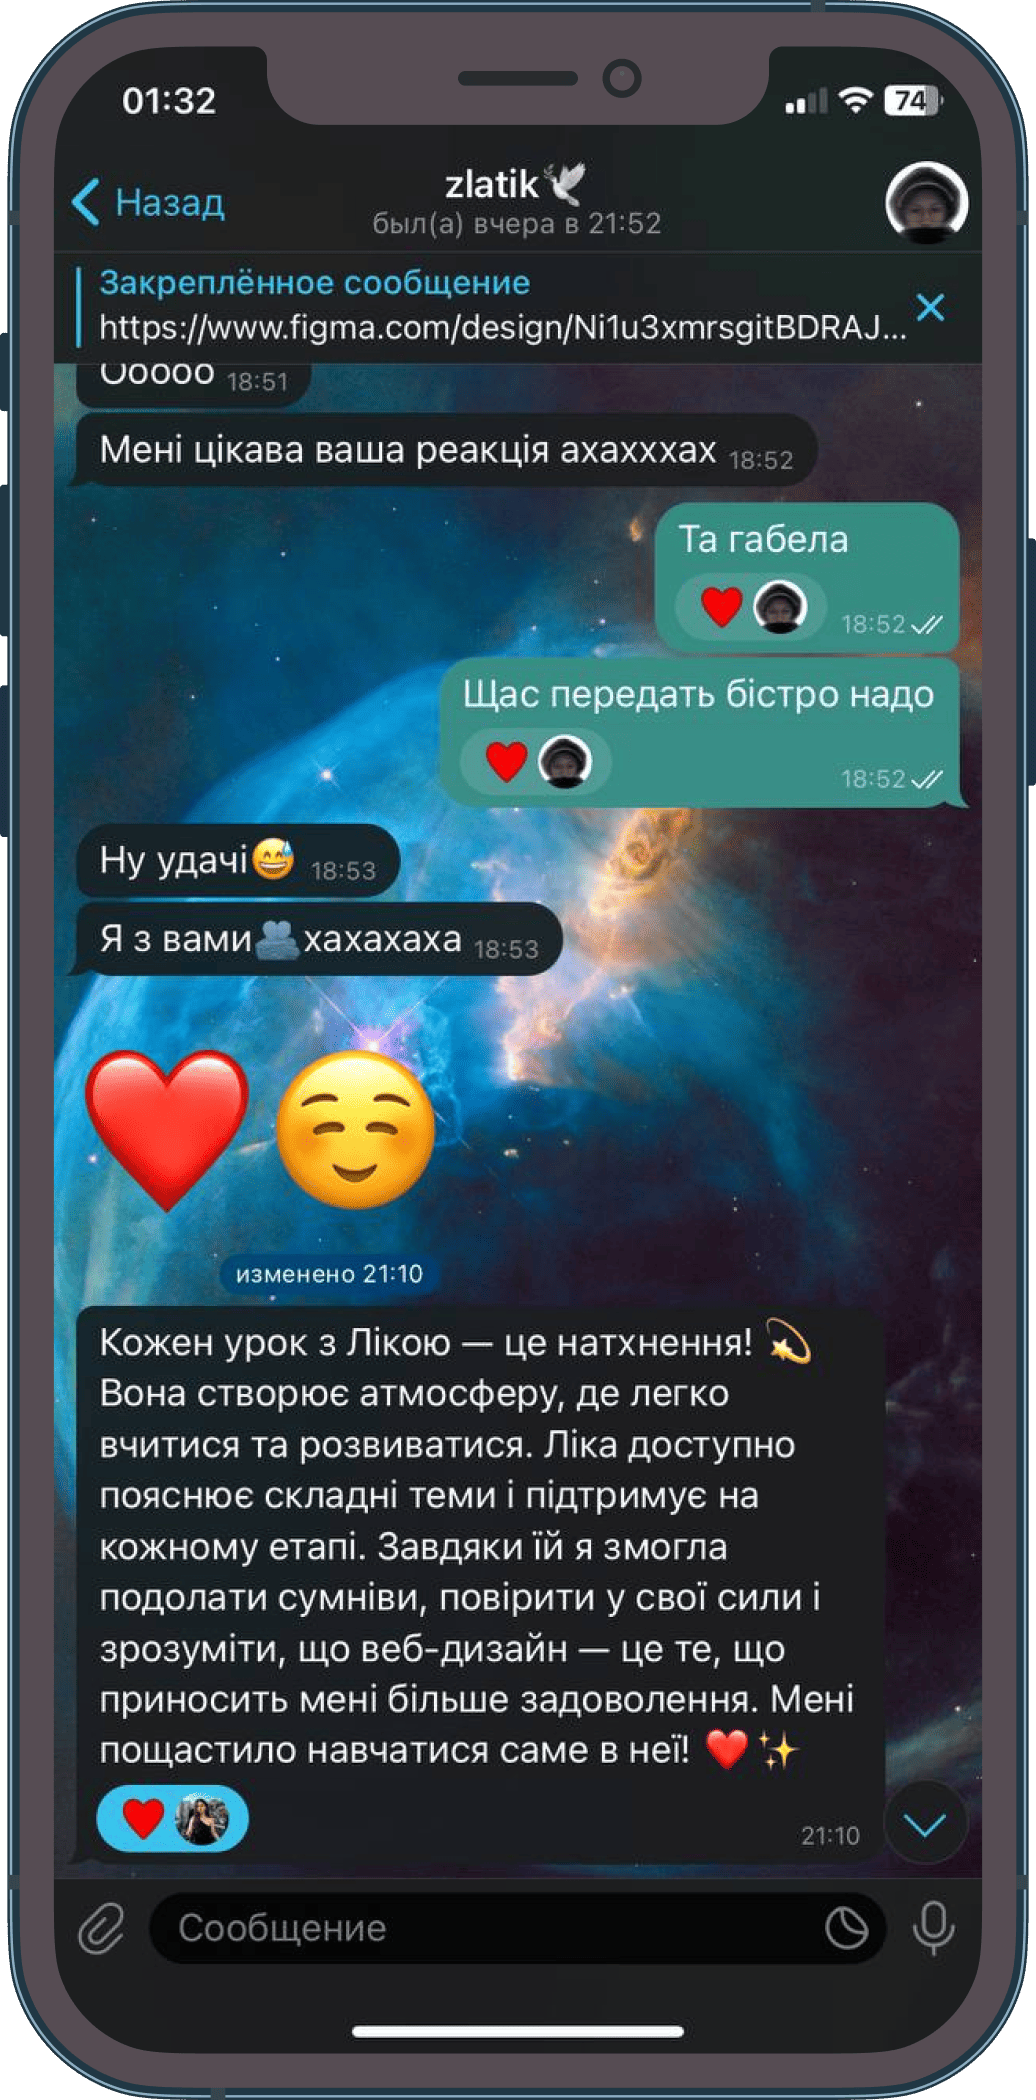 01:32
74
Назад
zlatik🕊️
был(а) вчера в 21:52
Закреплённое сообщение
https://www.figma.com/design/Ni1u3xmrsgitBDRAJ...
Ооооо 18:51
Мені цікава ваша реакція ахахххах 18:52
Та габела
❤️ 18:52
Щас передать бістро надо
❤️ 18:52
Ну удачі😅 18:53
Я з вами🫂хахахаха 18:53
❤️ ☺️
изменено 21:10
Кожен урок з Лікою — це натхнення! 💫
Вона створює атмосферу, де легко
вчитися та розвиватися. Ліка доступно
пояснює складні теми і підтримує на
кожному етапі. Завдяки їй я змогла
подолати сумніви, повірити у свої сили і
зрозуміти, що веб-дизайн — це те, що
приносить мені більше задоволення. Мені
пощастило навчатися саме в неї! ❤️✨
❤️ 21:10
Сообщение